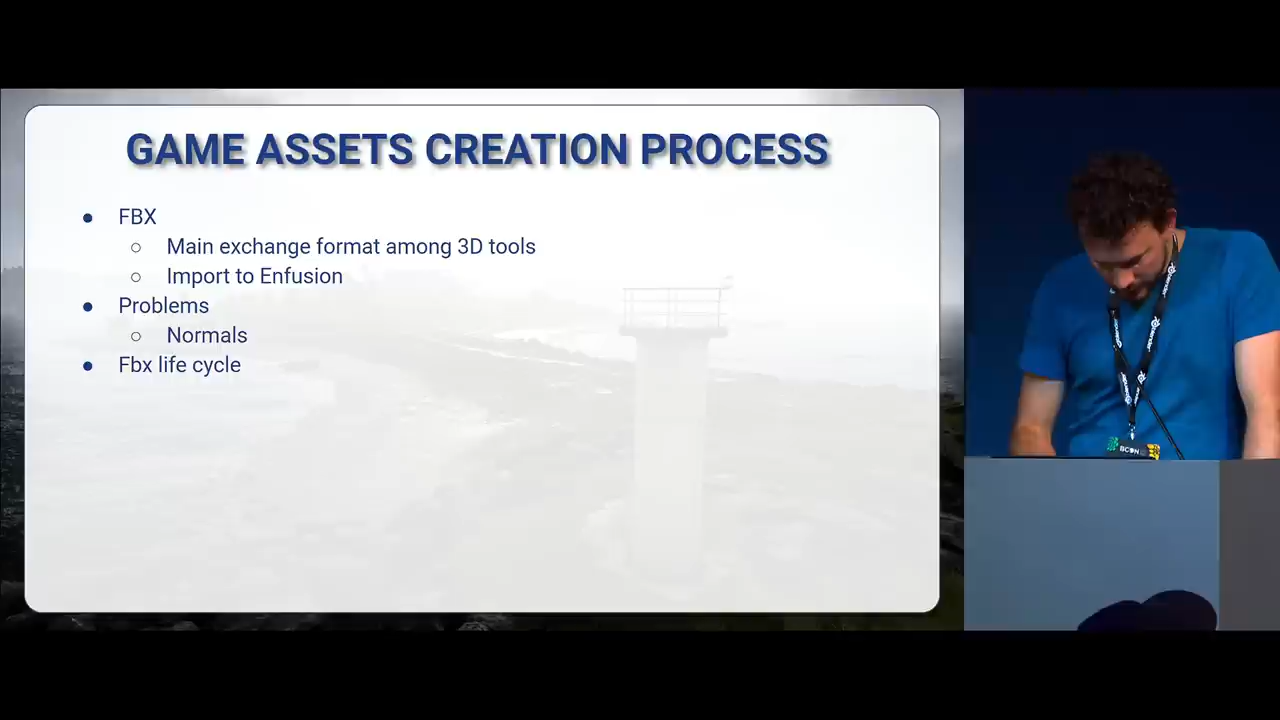 GAME ASSETS CREATION PROCESS
● FBX
○ Main exchange format among 3D tools
○ Import to Enfusion
● Problems
○ Normals
● Fbx life cycle
BCON